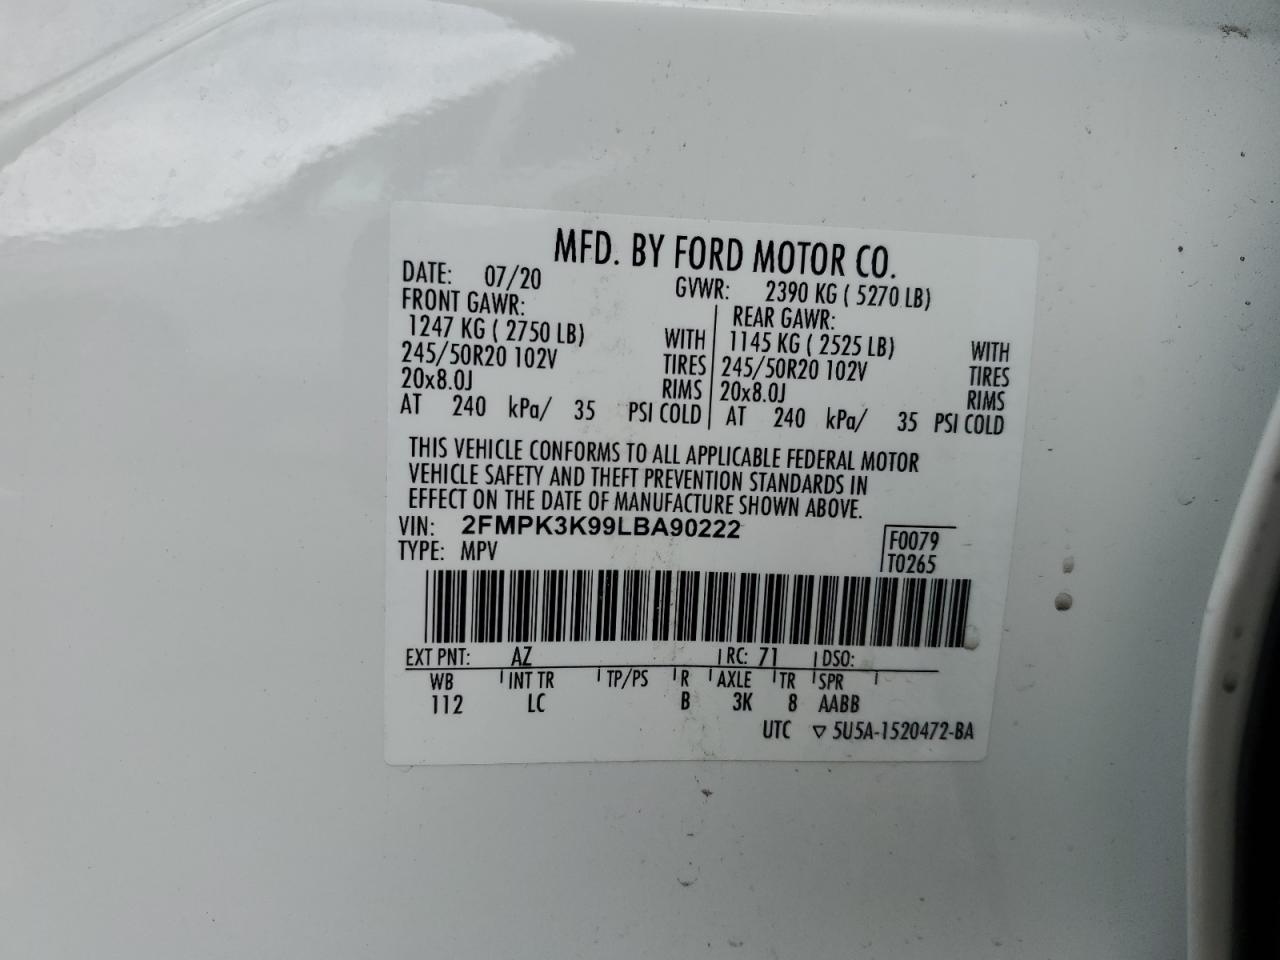 MFD. BY FORD MOTOR CO.
DATE: 07/20 GVWR: 2390 KG ( 5270 LB)
FRONT GAWR: REAR GAWR:
1247 KG ( 2750 LB) WITH 1145 KG ( 2525 LB) WITH
245/50R20 102V TIRES 245/50R20 102V TIRES
20x8.0J RIMS 20x8.0J RIMS
AT 240 kPa/ 35 PSI COLD AT 240 kPa/ 35 PSI COLD
THIS VEHICLE CONFORMS TO ALL APPLICABLE FEDERAL MOTOR
VEHICLE SAFETY AND THEFT PREVENTION STANDARDS IN
EFFECT ON THE DATE OF MANUFACTURE SHOWN ABOVE.
VIN: 2FMPK3K99LBA90222 F0079
TYPE: MPV T0265
EXT PNT: AZ RC: 71 DSO:
WB INT TR TP/PS R AXLE TR SPR
112 LC B 3K 8 AABB
UTC ▽ 5U5A-1520472-BA